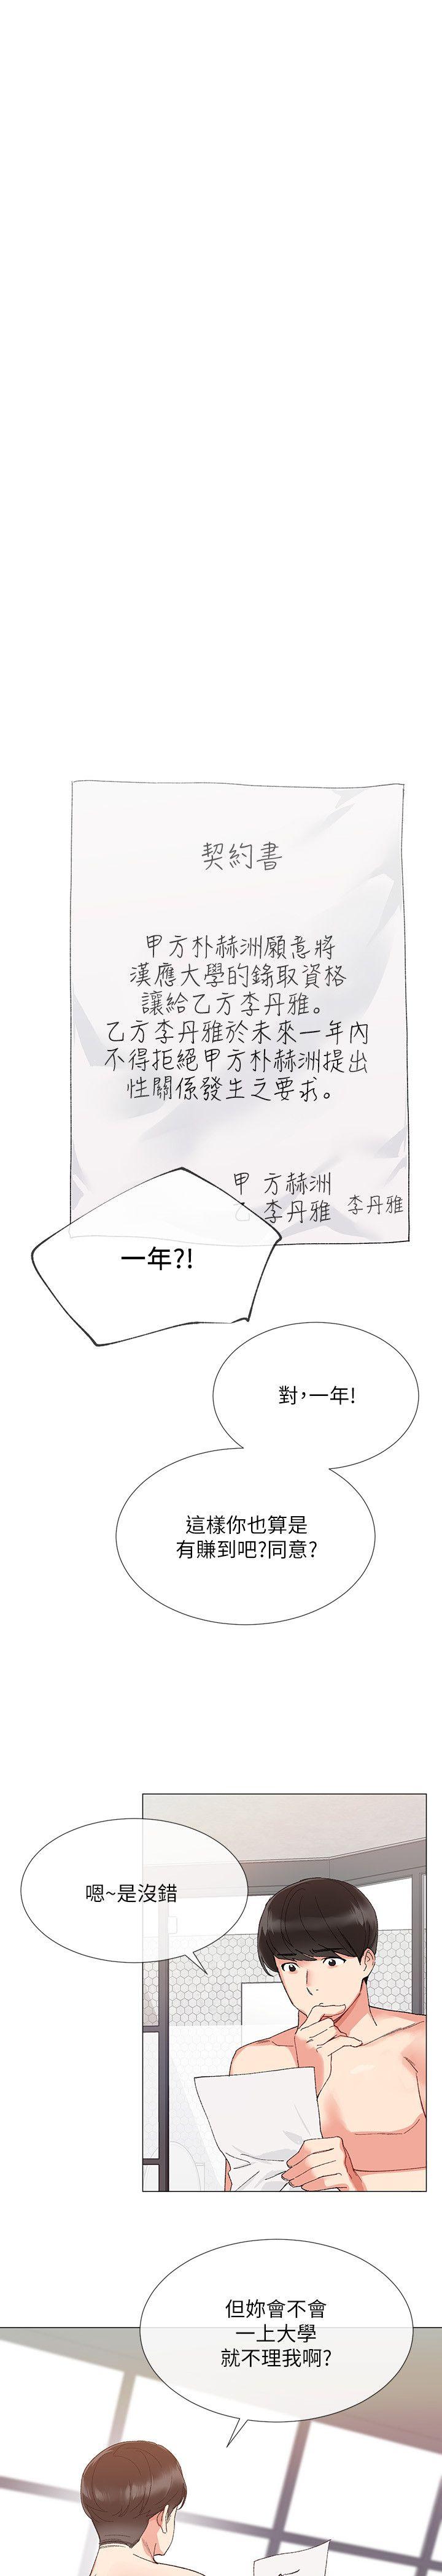 契約書
甲方朴赫洲願意將
漢應大學的錄取資格
讓給乙方李丹雅。
乙方李丹雅於未來一年內
不得拒絕甲方朴赫洲提出
性關係發生之要求。
甲 方赫洲
乙 李丹雅 李丹雅
一年?!
對,一年!
這樣你也算是
有賺到吧?同意?
嗯~是沒錯
但妳會不會
一上大學
就不理我啊?